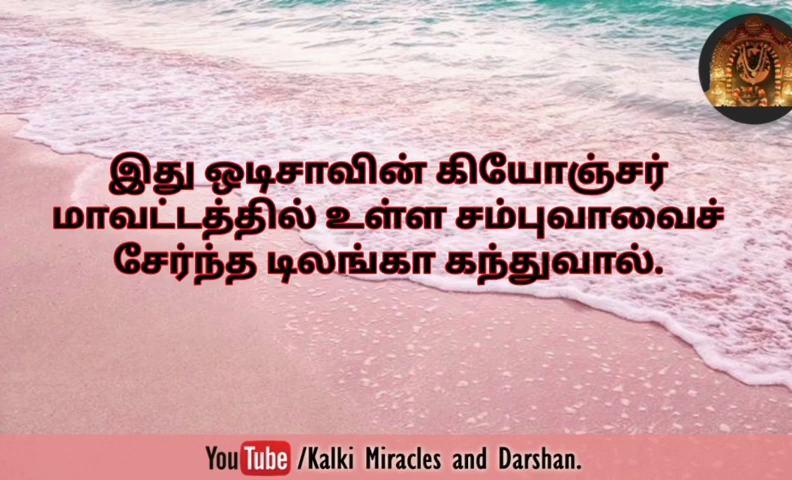 இது ஒடிசாவின் கியோஞ்சர்
மாவட்டத்தில் உள்ள சம்புவாவைச்
சேர்ந்த டிலங்கா கந்துவால்.
YouTube /Kalki Miracles and Darshan.